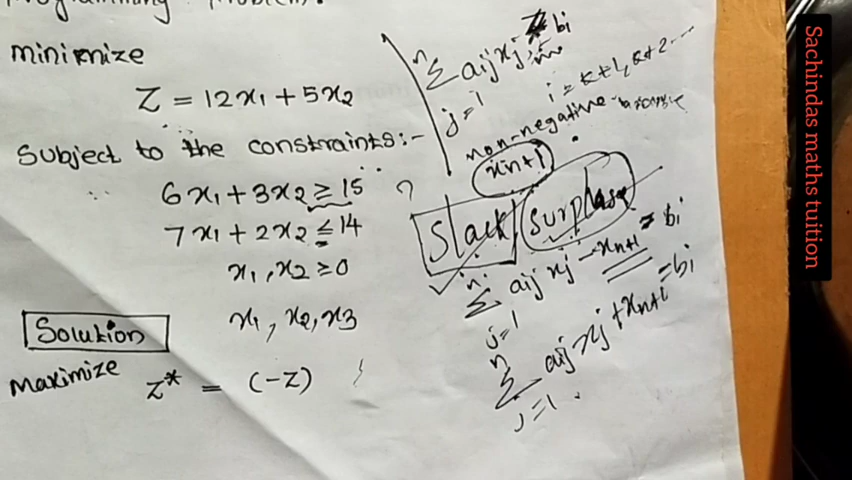 Programming Problem.
Minimize
Z = 12x₁ + 5x₂
Subject to the constraints:-
6x₁ + 3x₂ ≥ 15
7x₁ + 2x₂ ≤ 14
x₁, x₂ ≥ 0
x₁, x₂, x₃
Solution
Maximize Z* = (-Z)
n
∑ aij xj bi
j=1
i = k+1, k+2 ...
non-negative
xn+1
Slack surplus
n
∑ aij xj - xn+1 = bi
j=1
n
∑ aij xj + xn+i = bi
j=1
Sachindas maths tuition